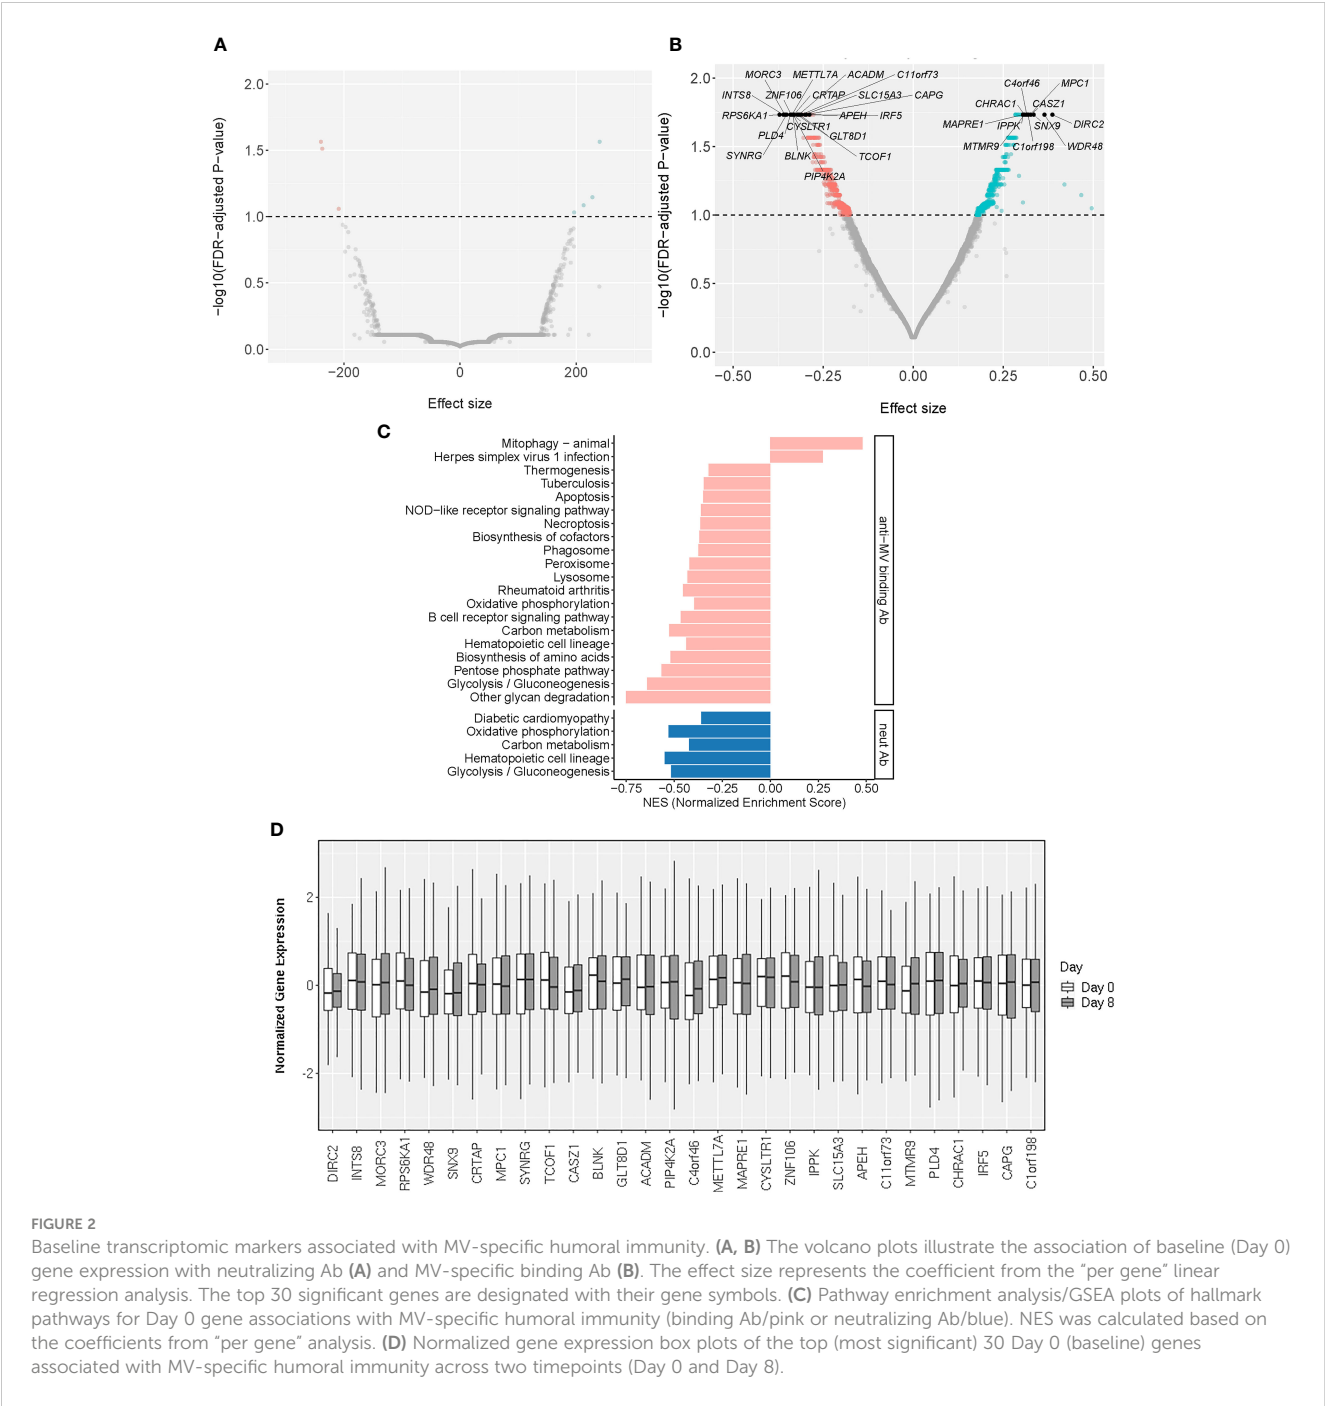 A
2.0
1.5
1.0
0.5
0.0
−log10(FDR−adjusted P−value)
−200
0
200
Effect size
B
2.0
1.5
1.0
0.5
0.0
−log10(FDR−adjusted P−value)
MORC3 METTL7A ACADM C11orf73
INTS8 ZNF106 CRTAP SLC15A3 CAPG
RPS6KA1 CYSLTR1 APEH IRF5
PLD4 GLT8D1
SYNRG BLNK TCOF1
PIP4K2A
C4orf46 MPC1
CHRAC1 CASZ1
MAPRE1 IPPK SNX9 DIRC2
MTMR9 C1orf198 WDR48
−0.50
−0.25
0.00
0.25
0.50
Effect size
C
Mitophagy − animal
Herpes simplex virus 1 infection
Thermogenesis
Tuberculosis
Apoptosis
NOD−like receptor signaling pathway
Necroptosis
Biosynthesis of cofactors
Phagosome
Peroxisome
Lysosome
Rheumatoid arthritis
Oxidative phosphorylation
B cell receptor signaling pathway
Carbon metabolism
Hematopoietic cell lineage
Biosynthesis of amino acids
Pentose phosphate pathway
Glycolysis / Gluconeogenesis
Other glycan degradation
anti−MV binding Ab
Diabetic cardiomyopathy
Oxidative phosphorylation
Carbon metabolism
Hematopoietic cell lineage
Glycolysis / Gluconeogenesis
neut Ab
−0.75
−0.50
−0.25
0.00
0.25
0.50
NES (Normalized Enrichment Score)
D
Normalized Gene Expression
2
0
-2
DIRC2
INTS8
MORC3
RPS6KA1
WDR48
SNX9
CRTAP
MPC1
SYNRG
TCOF1
CASZ1
BLNK
GLT8D1
ACADM
PIP4K2A
C4orf46
METTL7A
MAPRE1
CYSLTR1
ZNF106
IPPK
SLC15A3
APEH
C11orf73
MTMR9
PLD4
CHRAC1
IRF5
CAPG
C1orf198
Day
Day 0
Day 8
FIGURE 2
Baseline transcriptomic markers associated with MV-specific humoral immunity. (A, B) The volcano plots illustrate the association of baseline (Day 0)
gene expression with neutralizing Ab (A) and MV-specific binding Ab (B). The effect size represents the coefficient from the “per gene” linear
regression analysis. The top 30 significant genes are designated with their gene symbols. (C) Pathway enrichment analysis/GSEA plots of hallmark
pathways for Day 0 gene associations with MV-specific humoral immunity (binding Ab/pink or neutralizing Ab/blue). NES was calculated based on
the coefficients from “per gene” analysis. (D) Normalized gene expression box plots of the top (most significant) 30 Day 0 (baseline) genes
associated with MV-specific humoral immunity across two timepoints (Day 0 and Day 8).